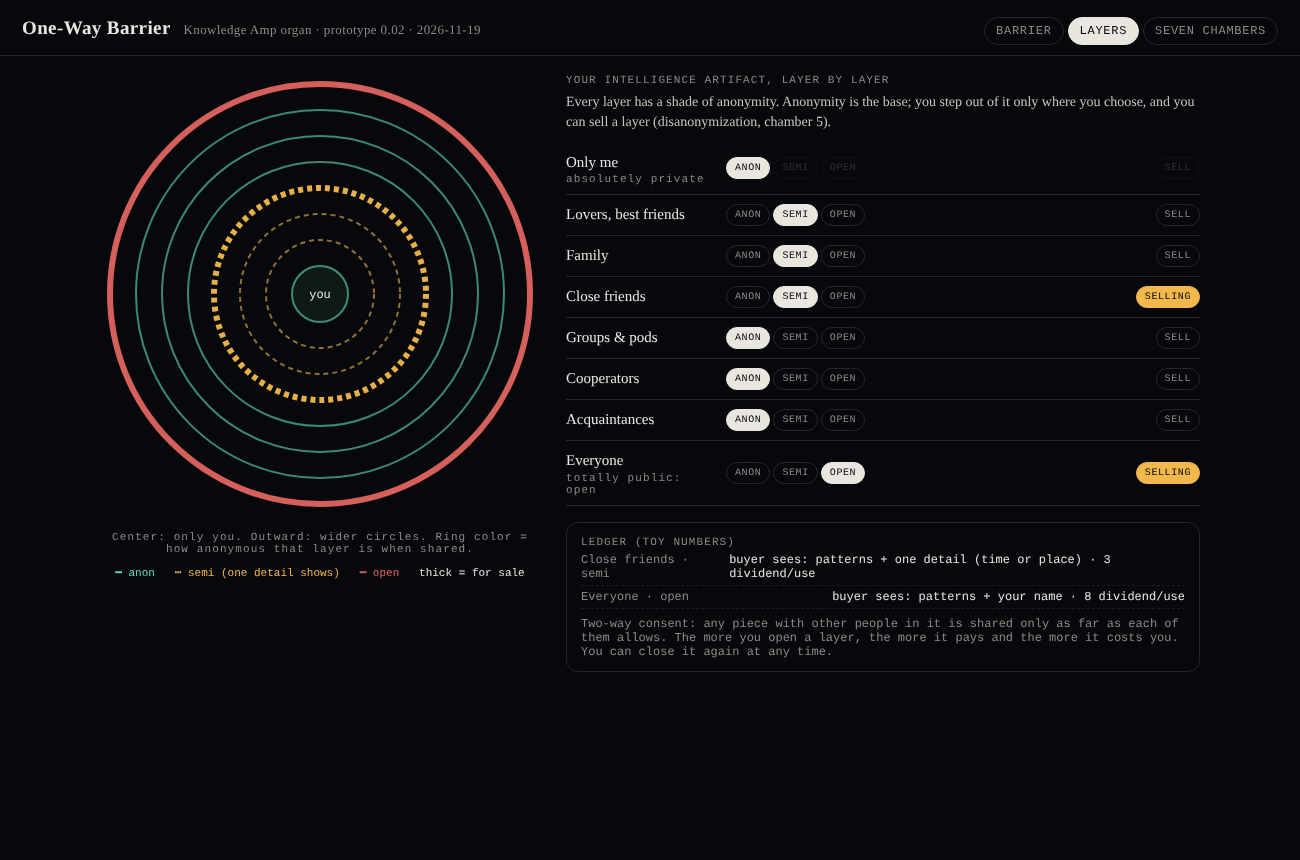 One-Way Barrier Knowledge Amp organ · prototype 0.02 · 2026-11-19
BARRIER LAYERS SEVEN CHAMBERS
you
Center: only you. Outward: wider circles. Ring color =
how anonymous that layer is when shared.
anon semi (one detail shows) open thick = for sale
YOUR INTELLIGENCE ARTIFACT, LAYER BY LAYER
Every layer has a shade of anonymity. Anonymity is the base; you step out of it only where you choose, and you
can sell a layer (disanonymization, chamber 5).
Only me ANON SEMI OPEN SELL
absolutely private
Lovers, best friends ANON SEMI OPEN SELL
Family ANON SEMI OPEN SELL
Close friends ANON SEMI OPEN SELLING
Groups & pods ANON SEMI OPEN SELL
Cooperators ANON SEMI OPEN SELL
Acquaintances ANON SEMI OPEN SELL
Everyone ANON SEMI OPEN SELLING
totally public:
open
LEDGER (TOY NUMBERS)
Close friends · semi
buyer sees: patterns + one detail (time or place) · 3
dividend/use
Everyone · open buyer sees: patterns + your name · 8 dividend/use
Two-way consent: any piece with other people in it is shared only as far as each of
them allows. The more you open a layer, the more it pays and the more it costs you.
You can close it again at any time.